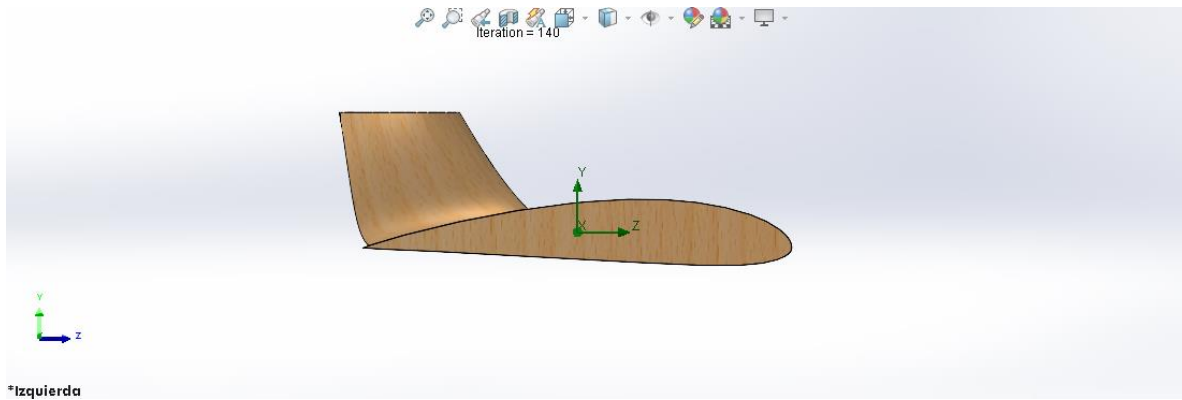 Iteration = 140
Y
X Z
Y
Z
*Izquierda